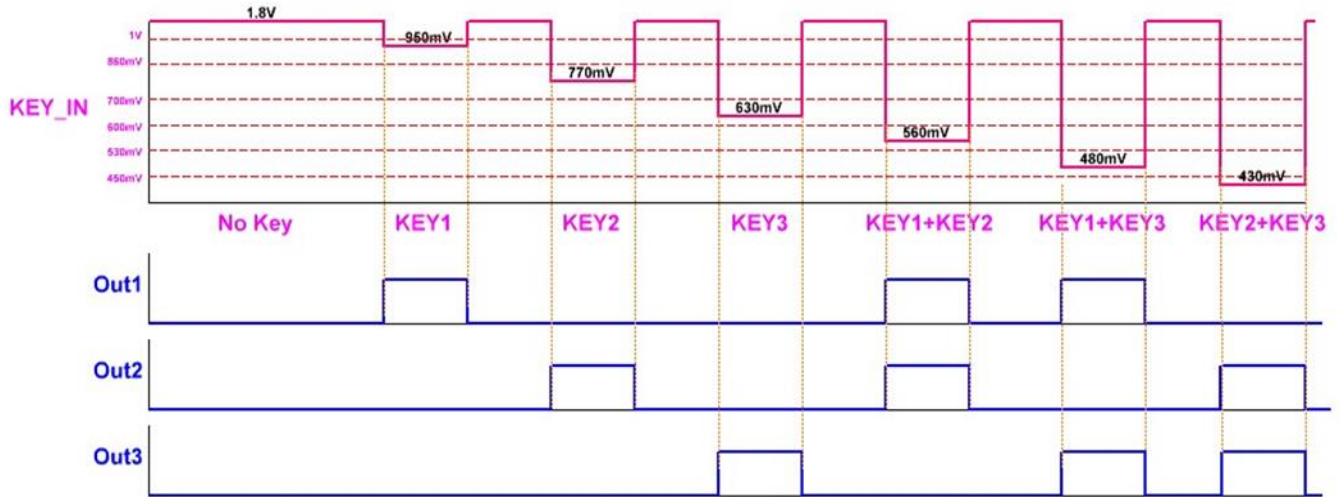 1.8V
1V
950mV
860mV
770mV
700mV
KEY_IN
630mV
600mV
560mV
530mV
480mV
450mV
430mV
No Key KEY1 KEY2 KEY3 KEY1+KEY2 KEY1+KEY3 KEY2+KEY3
Out1
Out2
Out3